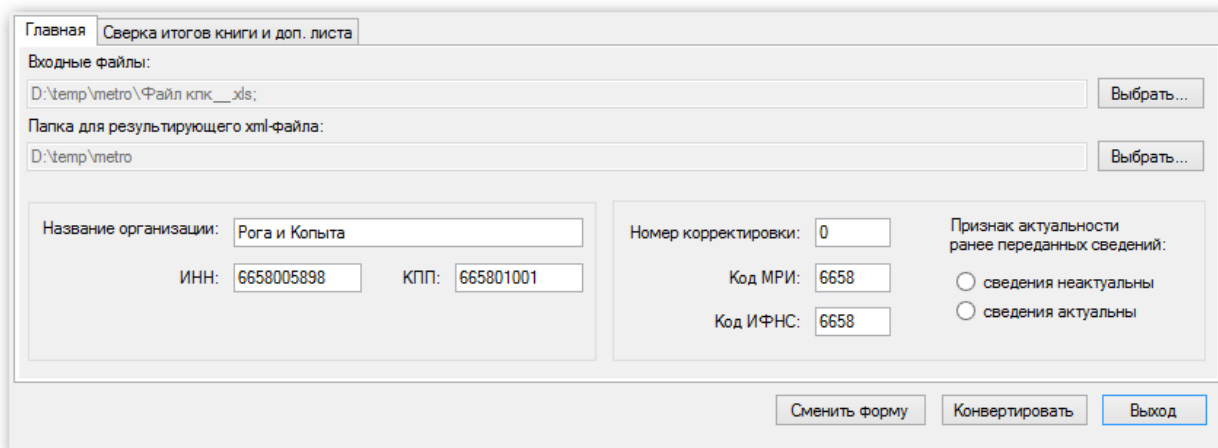 Главная Сверка итогов книги и доп. листа
Входные файлы:
D:\temp\metro\Файл кпк__.xls; Выбрать...
Папка для результирующего xml-файла:
D:\temp\metro Выбрать...
Название организации: Рога и Копыта Номер корректировки: 0 Признак актуальности
ранее переданных сведений:
ИНН: 6658005898 КПП: 665801001 Код МРИ: 6658 сведения неактуальны
Код ИФНС: 6658 сведения актуальны
Сменить форму Конвертировать Выход